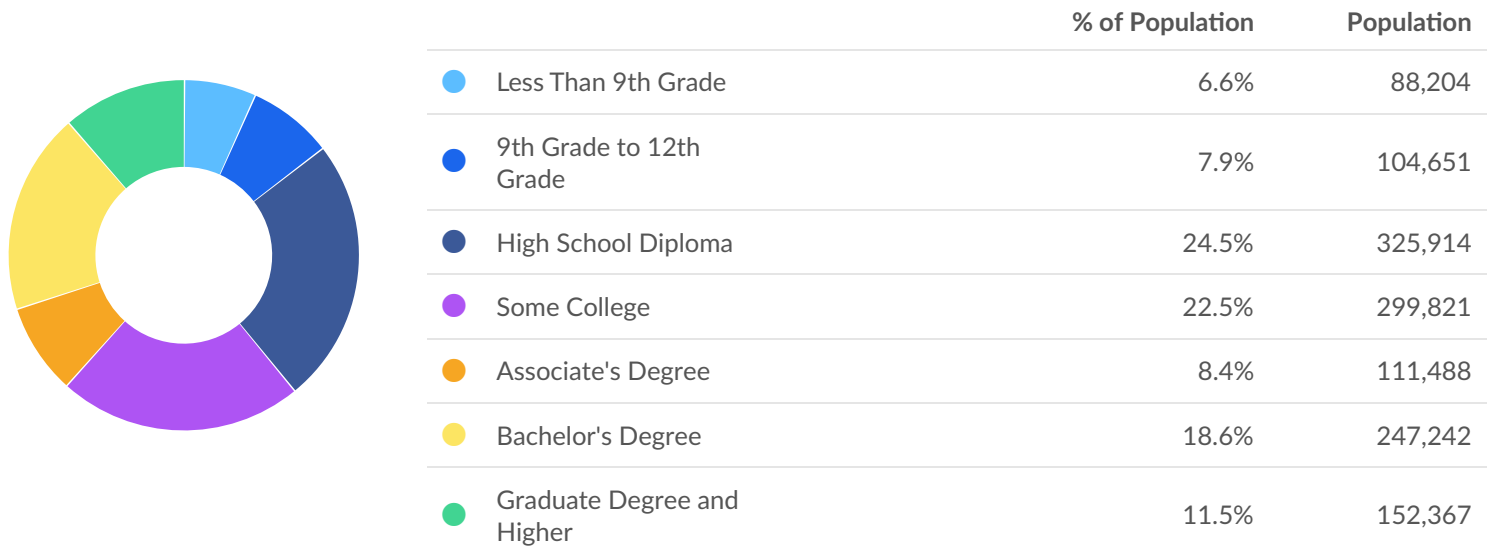 % of Population Population
Less Than 9th Grade 6.6% 88,204
9th Grade to 12th
Grade 7.9% 104,651
High School Diploma 24.5% 325,914
Some College 22.5% 299,821
Associate's Degree 8.4% 111,488
Bachelor's Degree 18.6% 247,242
Graduate Degree and
Higher 11.5% 152,367